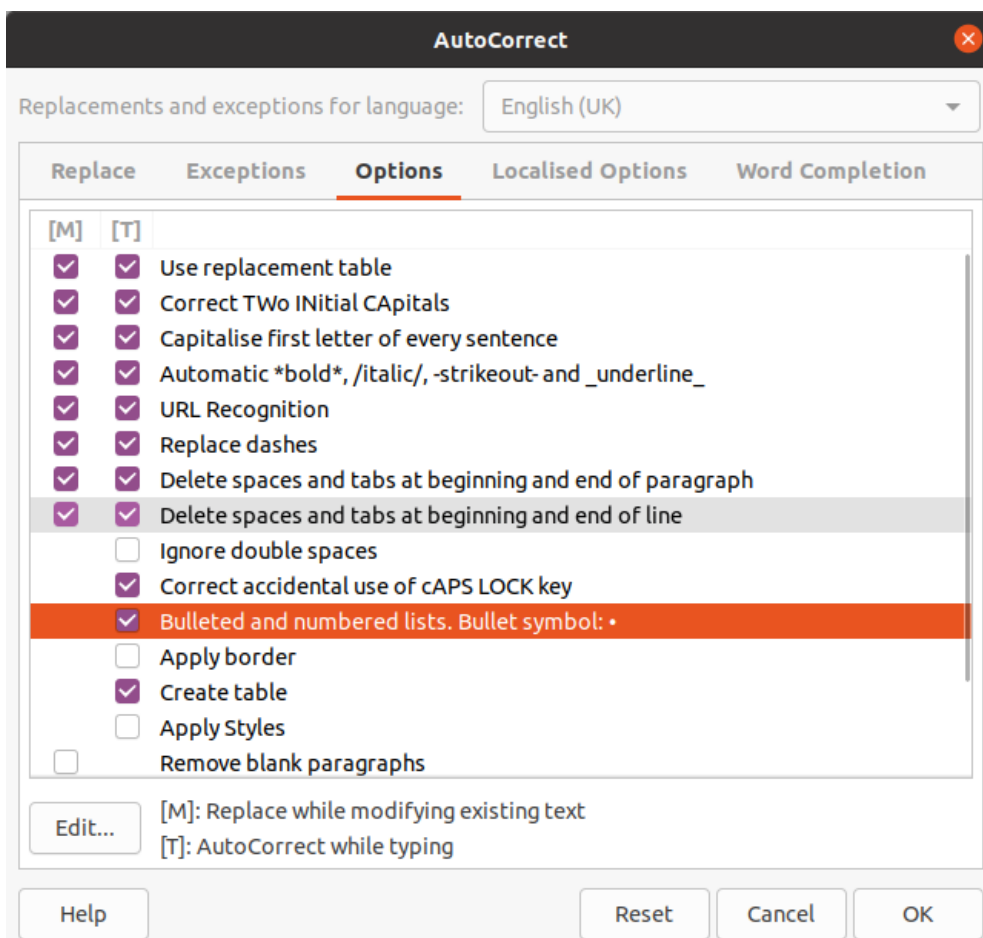 AutoCorrect
Replacements and exceptions for language: English (UK)
Replace Exceptions Options Localised Options Word Completion
[M] [T]
Use replacement table
Correct TWo INitial CApitals
Capitalise first letter of every sentence
Automatic *bold*, /italic/, -strikeout- and _underline_
URL Recognition
Replace dashes
Delete spaces and tabs at beginning and end of paragraph
Delete spaces and tabs at beginning and end of line
Ignore double spaces
Correct accidental use of cAPS LOCK key
Bulleted and numbered lists. Bullet symbol: •
Apply border
Create table
Apply Styles
Remove blank paragraphs
Edit... [M]: Replace while modifying existing text
[T]: AutoCorrect while typing
Help Reset Cancel OK